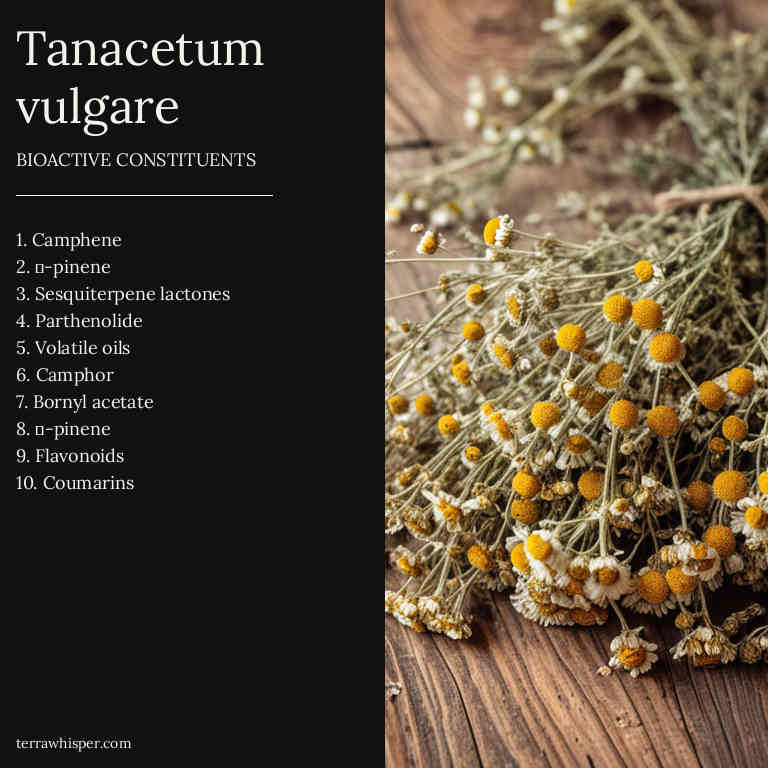 Tanacetum
vulgare
BIOACTIVE CONSTITUENTS
1. Camphene
2. □-pinene
3. Sesquiterpene lactones
4. Parthenolide
5. Volatile oils
6. Camphor
7. Bornyl acetate
8. □-pinene
9. Flavonoids
10. Coumarins
terrawhisper.com